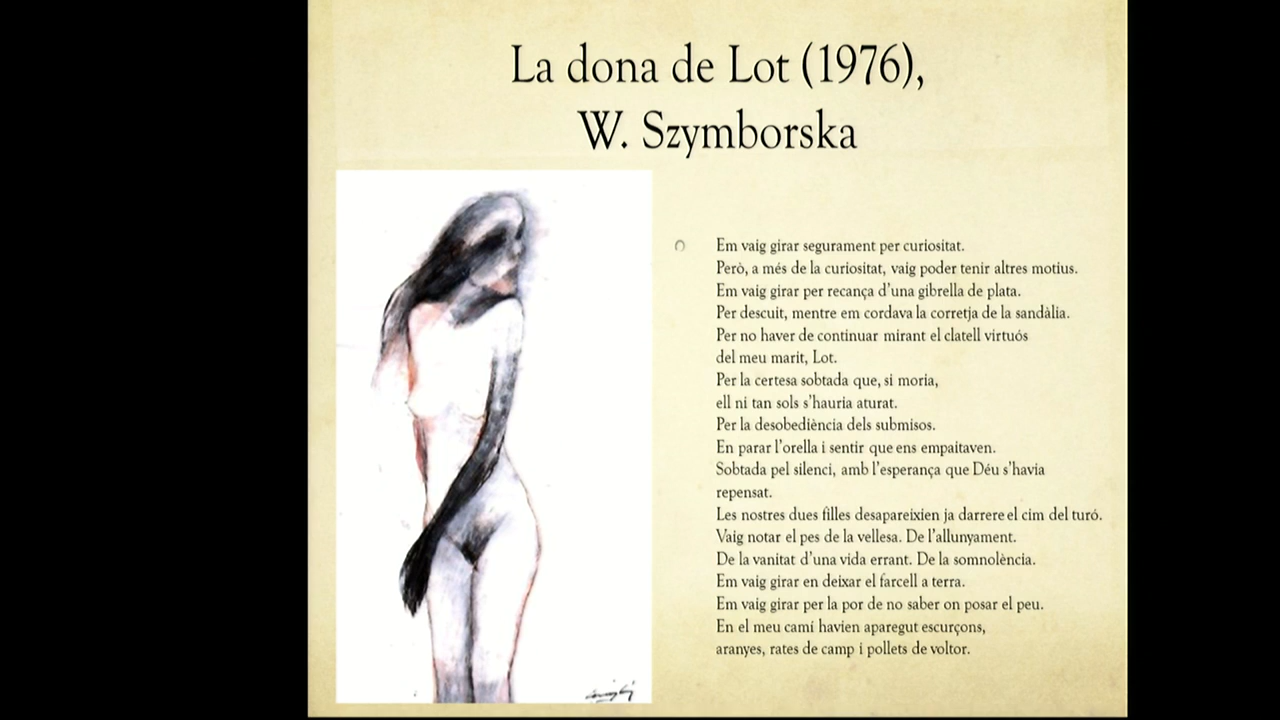 La dona de Lot (1976),
W. Szymborska
Em vaig girar segurament per curiositat.
Però, a més de la curiositat, vaig poder tenir altres motius.
Em vaig girar per recança d'una gibrella de plata.
Per descuit, mentre em cordava la corretja de la sandàlia.
Per no haver de continuar mirant el clatell virtuós
del meu marit, Lot.
Per la certesa sobtada que, si moria,
ell ni tan sols s'hauria aturat.
Per la desobediència dels submisos.
En parar l'orella i sentir que ens empaitaven.
Sobtada pel silenci, amb l'esperança que Déu s'havia
repensat.
Les nostres dues filles desapareixien ja darrere el cim del turó.
Vaig notar el pes de la vellesa. De l'allunyament.
De la vanitat d'una vida errant. De la somnolència.
Em vaig girar en deixar el farcell a terra.
Em vaig girar per la por de no saber on posar el peu.
En el meu camí havien aparegut escurçons,
aranyes, rates de camp i pollets de voltor.